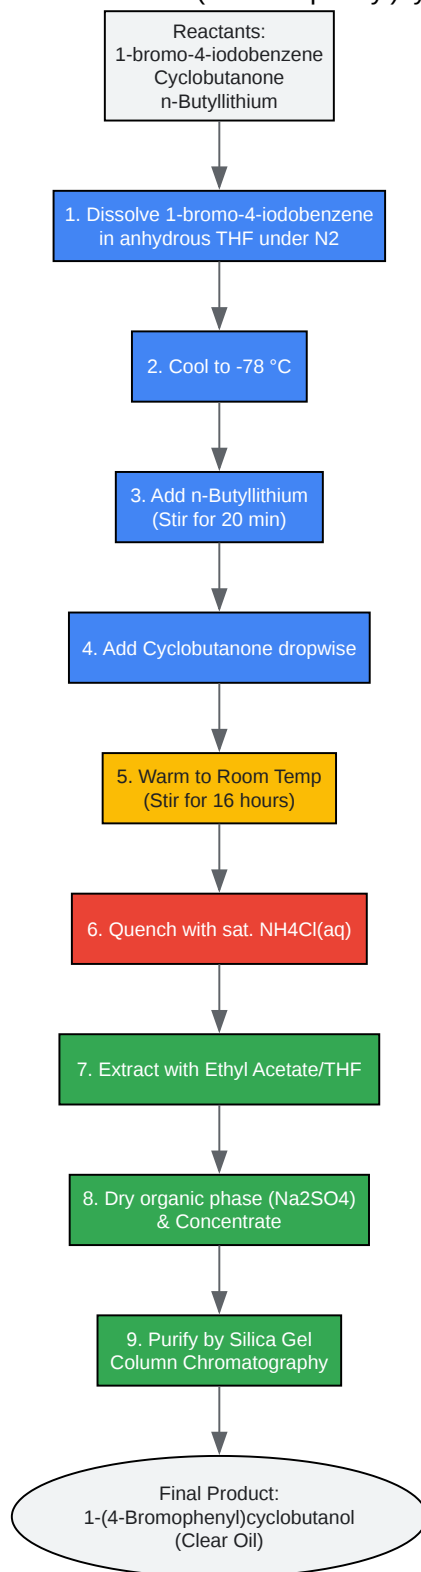 Reactants:
1-bromo-4-iodobenzene
Cyclobutanone
n-Butyllithium
1. Dissolve 1-bromo-4-iodobenzene
in anhydrous THF under N2
2. Cool to -78 °C
3. Add n-Butyllithium
(Stir for 20 min)
4. Add Cyclobutanone dropwise
5. Warm to Room Temp
(Stir for 16 hours)
6. Quench with sat. NH4Cl(aq)
7. Extract with Ethyl Acetate/THF
8. Dry organic phase (Na2SO4)
& Concentrate
9. Purify by Silica Gel
Column Chromatography
Final Product:
1-(4-Bromophenyl)cyclobutanol
(Clear Oil)